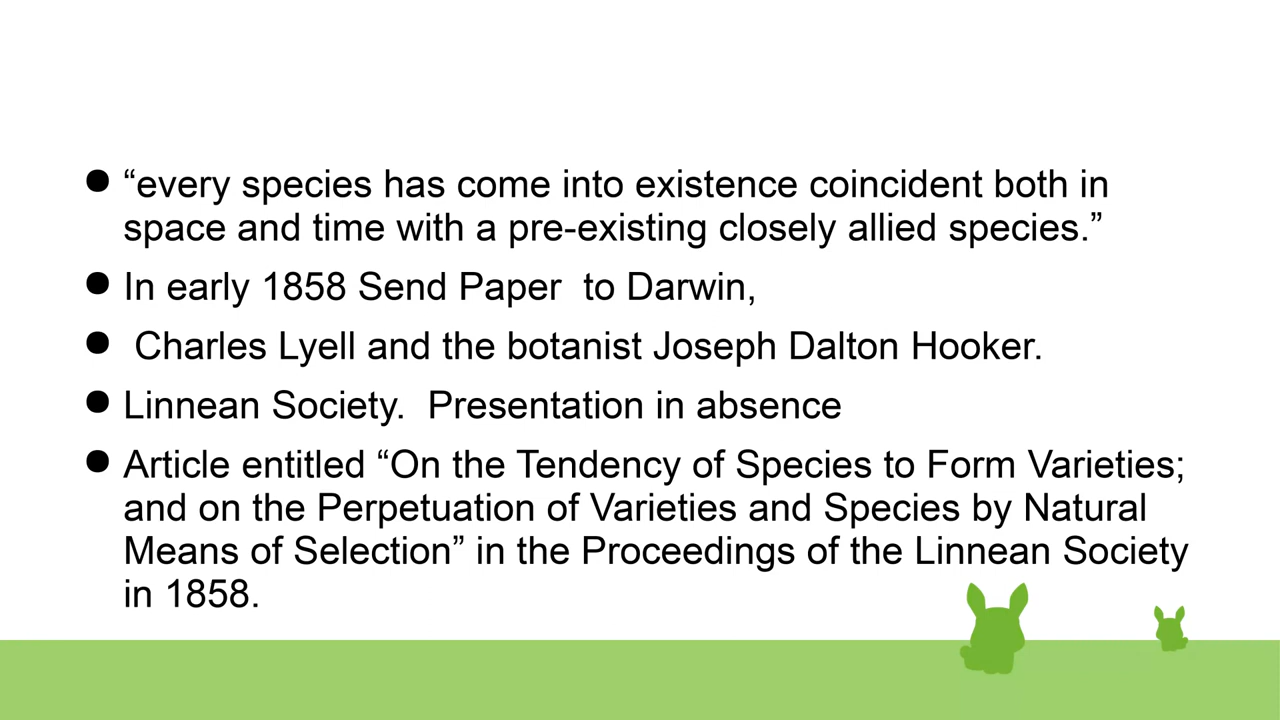 ● “every species has come into existence coincident both in
space and time with a pre-existing closely allied species.”
● In early 1858 Send Paper  to Darwin,
●  Charles Lyell and the botanist Joseph Dalton Hooker.
● Linnean Society.  Presentation in absence
● Article entitled “On the Tendency of Species to Form Varieties;
and on the Perpetuation of Varieties and Species by Natural
Means of Selection” in the Proceedings of the Linnean Society
in 1858.